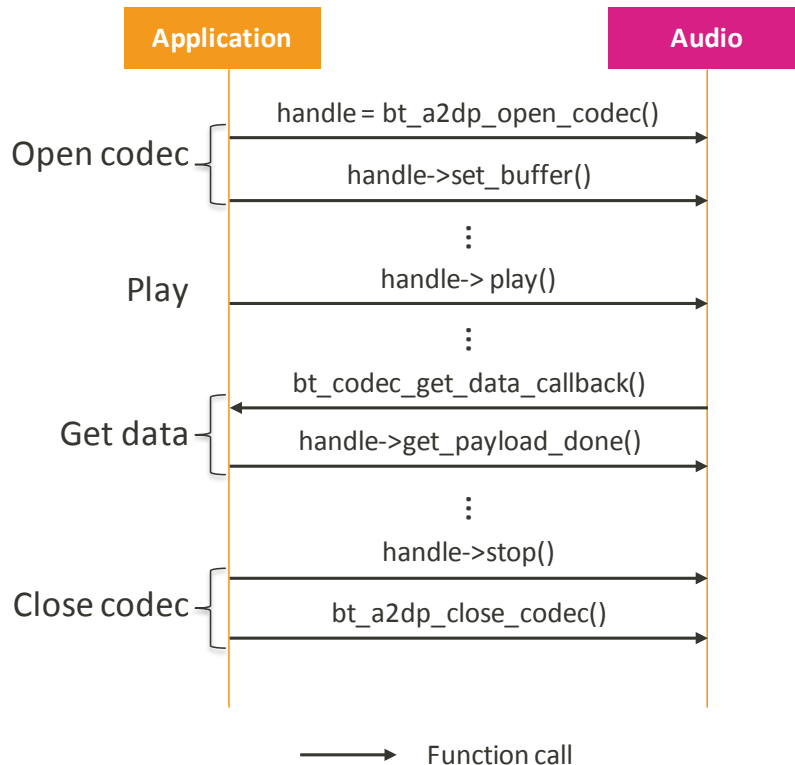 Application
Audio
handle = bt_a2dp_open_codec()
Open codec
handle->set_buffer()
handle-> play()
Play
bt_codec_get_data_callback()
Get data
handle->get_payload_done()
handle->stop()
Close codec
bt_a2dp_close_codec()
Function call